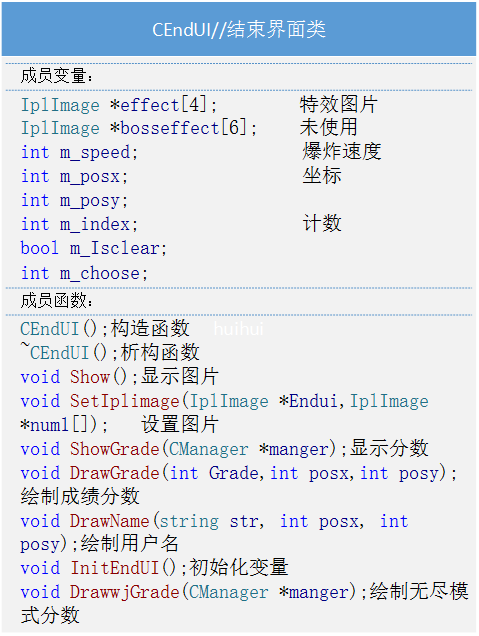 CEndUI//结束界面类
成员变量:
IplImage *effect[4]; 特效图片
IplImage *bosseffect[6]; 未使用
int m_speed; 爆炸速度
int m_posx; 坐标
int m_posy;
int m_index; 计数
bool m_Isclear;
int m_choose;
成员函数:
CEndUI();构造函数 huihui
~CEndUI();析构函数
void Show();显示图片
void SetIplimage(IplImage *Endui,IplImage
*num1[]); 设置图片
void ShowGrade(CManager *manger);显示分数
void DrawGrade(int Grade,int posx,int posy);
绘制成绩分数
void DrawName(string str, int posx, int
posy);绘制用户名
void InitEndUI();初始化变量
void DrawwjGrade(CManager *manger);绘制无尽模
式分数